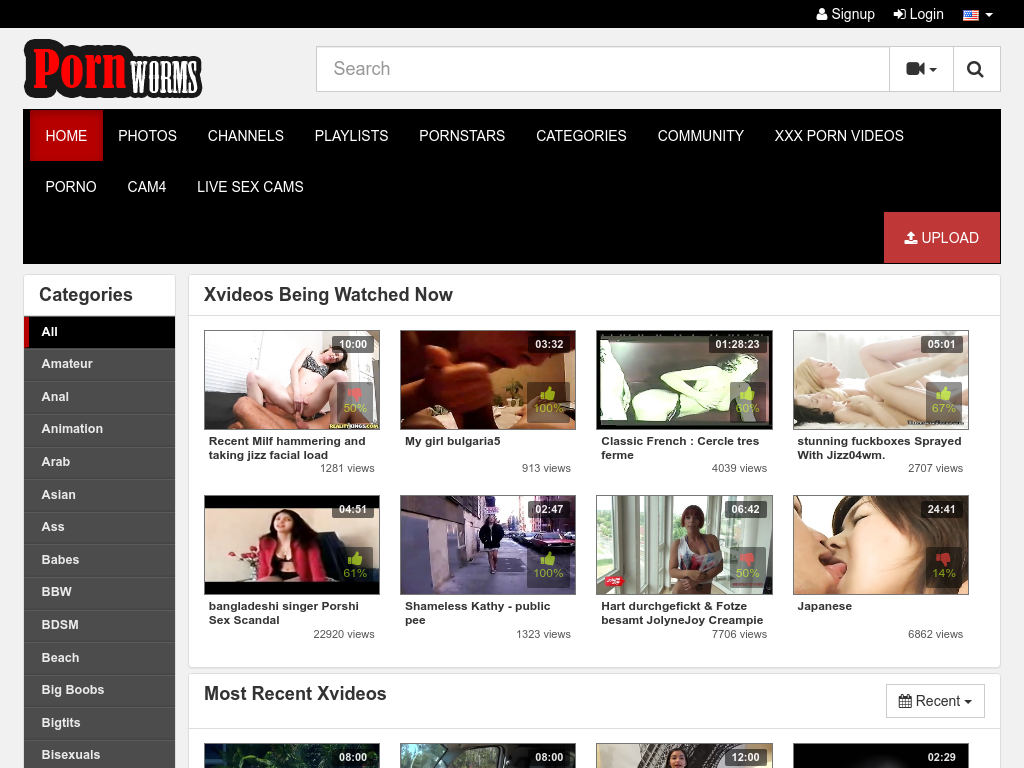 Signup Login
Porn WORMS
Search
HOME PHOTOS CHANNELS PLAYLISTS PORNSTARS CATEGORIES COMMUNITY XXX PORN VIDEOS
PORNO CAM4 LIVE SEX CAMS
UPLOAD
Categories
All
Amateur
Anal
Animation
Arab
Asian
Ass
Babes
BBW
BDSM
Beach
Big Boobs
Bigtits
Bisexuals
Xvideos Being Watched Now
10:00
50%
REALITYKINGS.COM
Recent Milf hammering and
taking jizz facial load
1281 views
03:32
100%
My girl bulgaria5
913 views
01:28:23
60%
Classic French : Cercle tres
ferme
4039 views
05:01
67%
stunning fuckboxes Sprayed
With Jizz04wm.
2707 views
04:51
61%
bangladeshi singer Porshi
Sex Scandal
22920 views
02:47
100%
Shameless Kathy - public
pee
1323 views
06:42
50%
Hart durchgefickt & Fotze
besamt JolyneJoy Creampie
7706 views
24:41
14%
Japanese
6862 views
Most Recent Xvideos
Recent
08:00
08:00
12:00
02:29